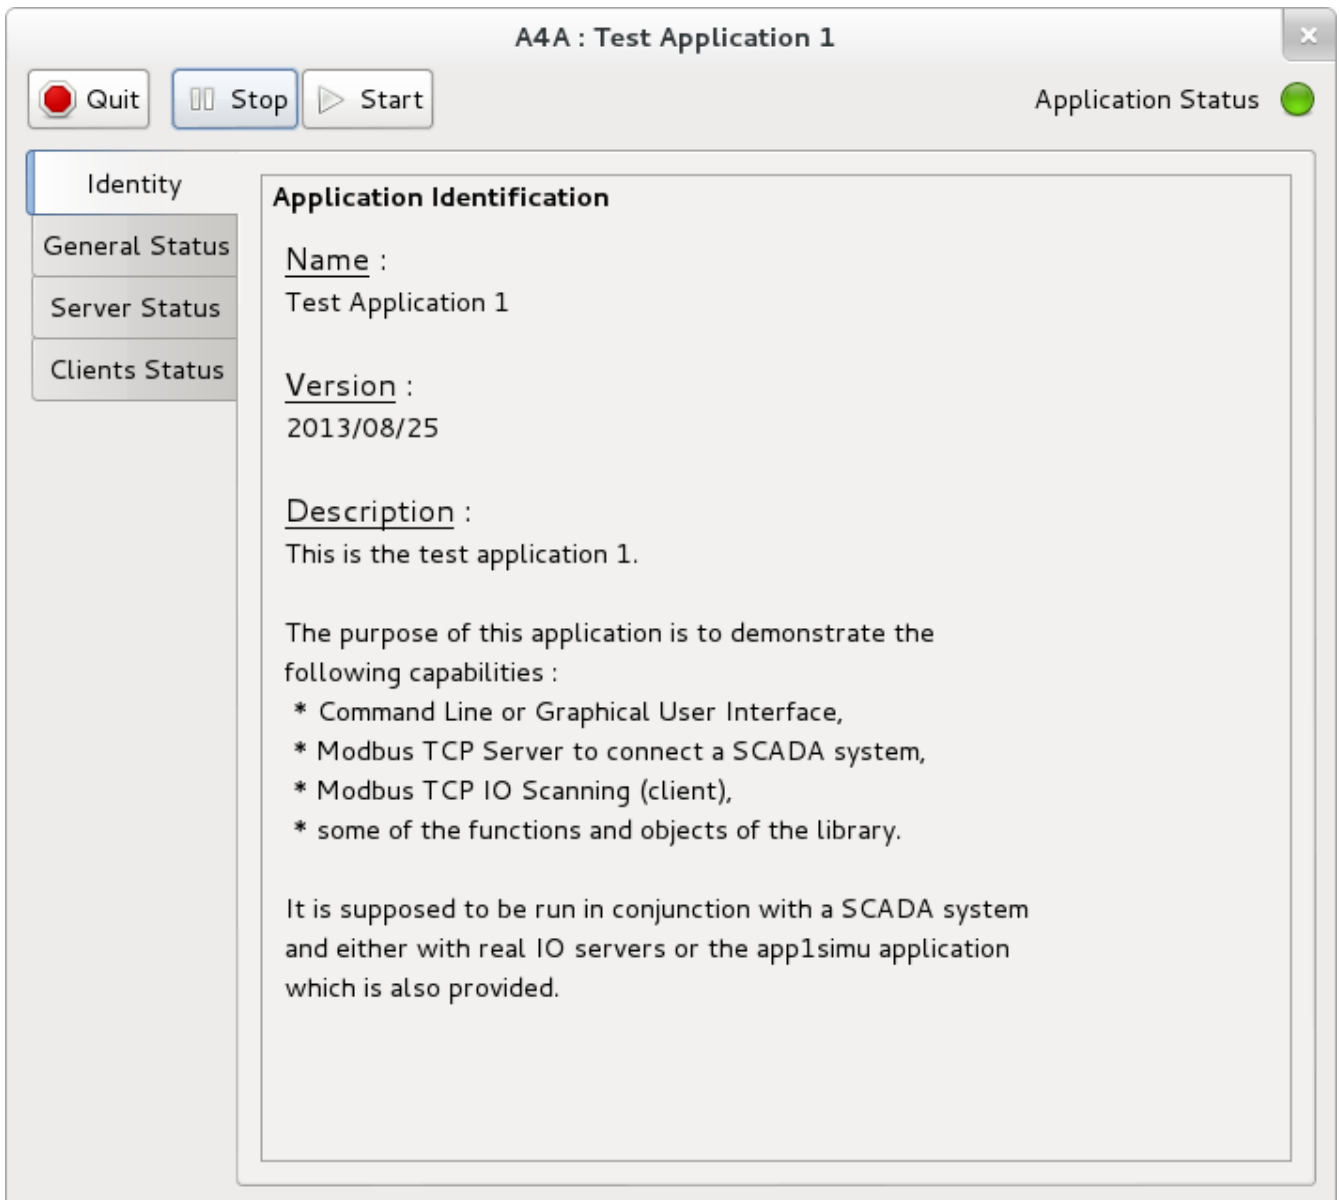 A4A : Test Application 1
Quit
Stop
Start
Application Status
Identity
General Status
Server Status
Clients Status
Application Identification
Name :
Test Application 1
Version :
2013/08/25
Description :
This is the test application 1.
The purpose of this application is to demonstrate the
following capabilities :
* Command Line or Graphical User Interface,
* Modbus TCP Server to connect a SCADA system,
* Modbus TCP IO Scanning (client),
* some of the functions and objects of the library.
It is supposed to be run in conjunction with a SCADA system
and either with real IO servers or the app1simu application
which is also provided.